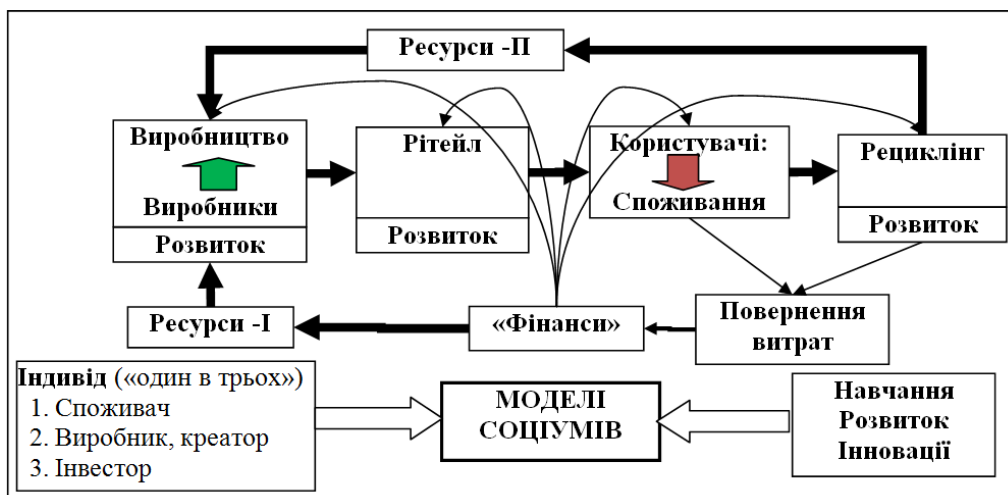 Ресурси -П
Виробництво
Виробники
Розвиток
Рітейл
Розвиток
Користувачі:
Споживання
Рециклінг
Розвиток
Ресурси -І
«Фінанси»
Повернення
витрат
Індивід («один в трьох»)
1. Споживач
2. Виробник, креатор
3. Інвестор
МОДЕЛІ
СОЦІУМІВ
Навчання
Розвиток
Інновації